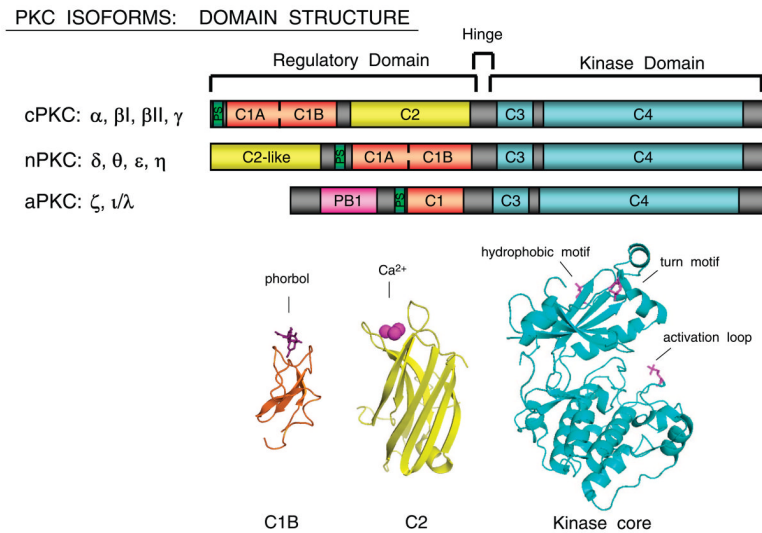 PKC ISOFORMS: DOMAIN STRUCTURE
Hinge
Regulatory Domain
Kinase Domain
cPKC: α, βI, βII, γ
PS C1A C1B C2 C3 C4
nPKC: δ, θ, ε, η
C2-like PS C1A C1B C3 C4
aPKC: ζ, ι/λ
PB1 PS C1 C3 C4
hydrophobic motif
turn motif
phorbol
Ca²⁺
activation loop
C1B
C2
Kinase core